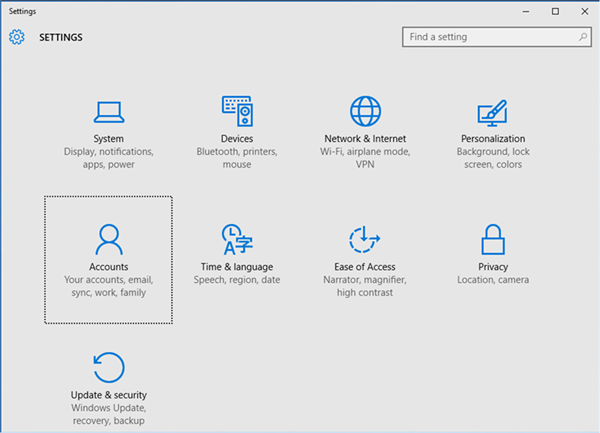 Settings
SETTINGS
Find a setting
System
Display, notifications,
apps, power
Devices
Bluetooth, printers,
mouse
Network & Internet
Wi-Fi, airplane mode,
VPN
Personalization
Background, lock
screen, colors
Accounts
Your accounts, email,
sync, work, family
A字
Time & language
Speech, region, date
Ease of Access
Narrator, magnifier,
high contrast
Privacy
Location, camera
Update & security
Windows Update,
recovery, backup